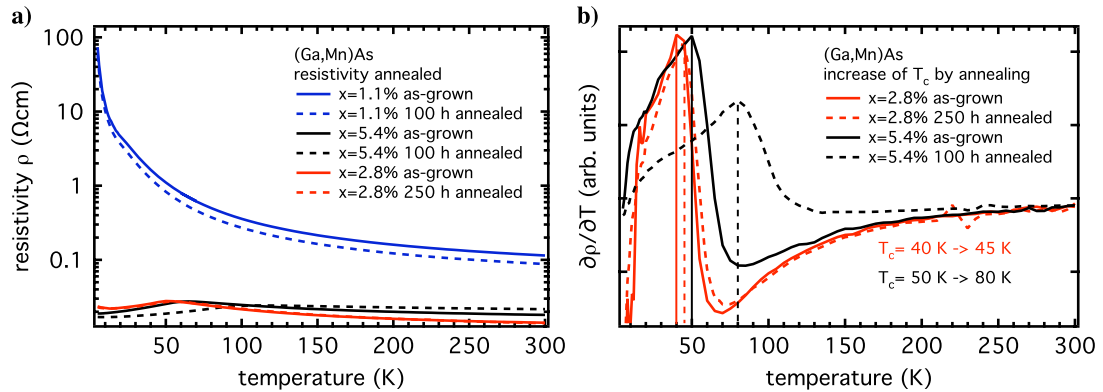 a)
100
10
1
0.1
resistivity ρ (Ωcm)
(Ga,Mn)As
resistivity annealed
x=1.1% as-grown
x=1.1% 100 h annealed
x=5.4% as-grown
x=5.4% 100 h annealed
x=2.8% as-grown
x=2.8% 250 h annealed
50 100 150 200 250 300
temperature (K)
b)
∂ρ/∂T (arb. units)
(Ga,Mn)As
increase of Tc by annealing
x=2.8% as-grown
x=2.8% 250 h annealed
x=5.4% as-grown
x=5.4% 100 h annealed
Tc= 40 K -> 45 K
Tc= 50 K -> 80 K
50 100 150 200 250 300
temperature (K)